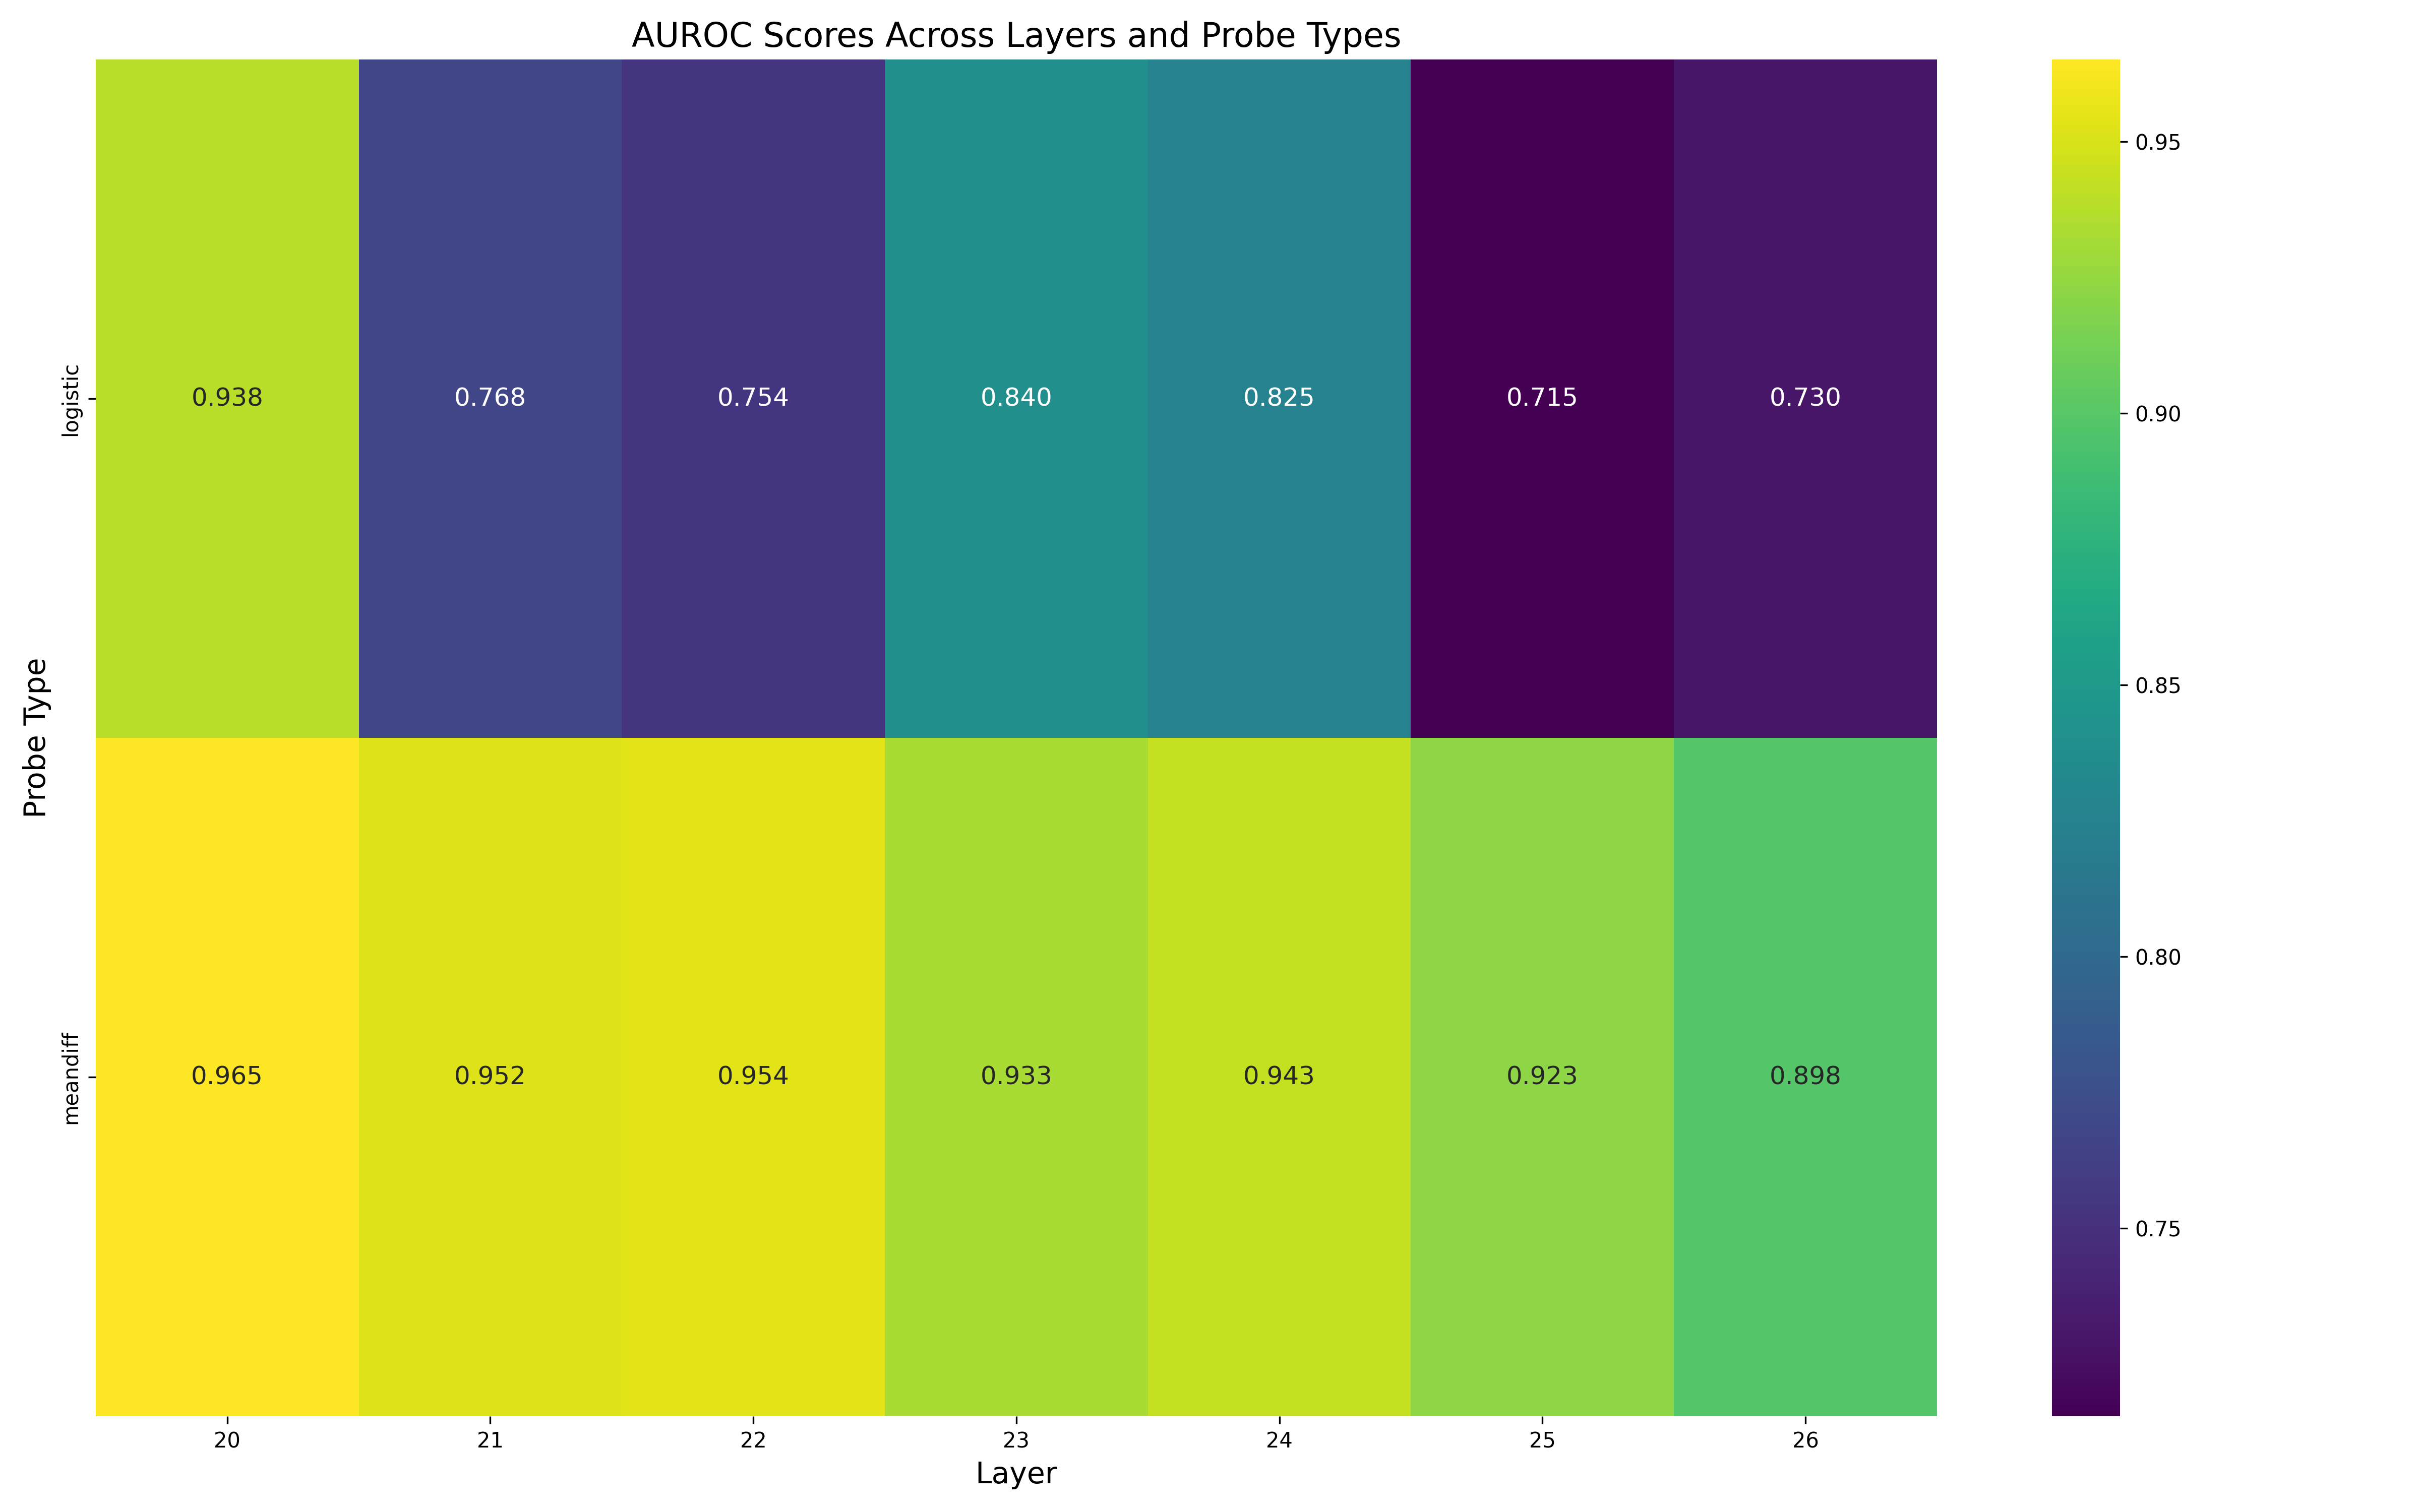 AUROC Scores Across Layers and Probe Types
Probe Type
logistic
0.938 0.768 0.754 0.840 0.825 0.715 0.730
meandiff
0.965 0.952 0.954 0.933 0.943 0.923 0.898
20 21 22 23 24 25 26
Layer
0.95
0.90
0.85
0.80
0.75